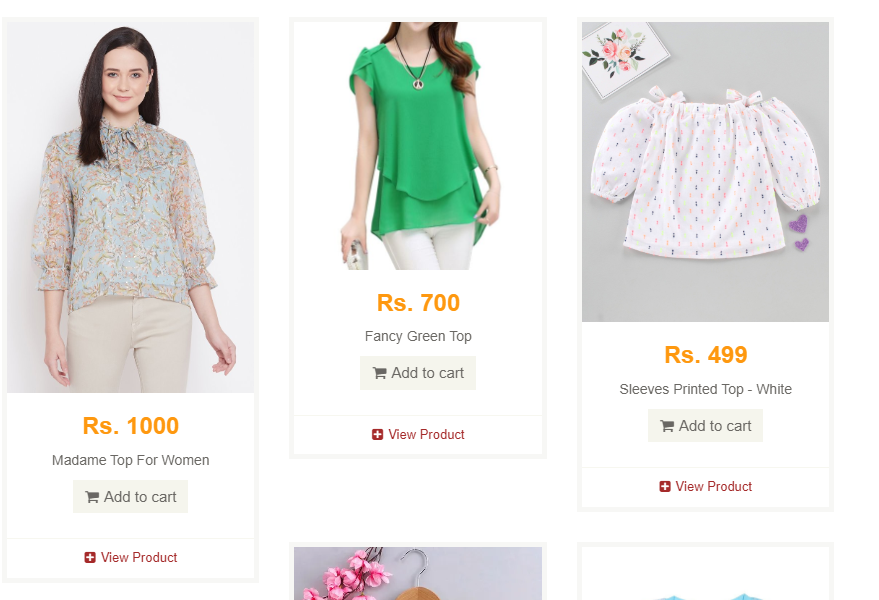 Rs. 1000
Madame Top For Women
Add to cart
View Product
Rs. 700
Fancy Green Top
Add to cart
View Product
Rs. 499
Sleeves Printed Top - White
Add to cart
View Product